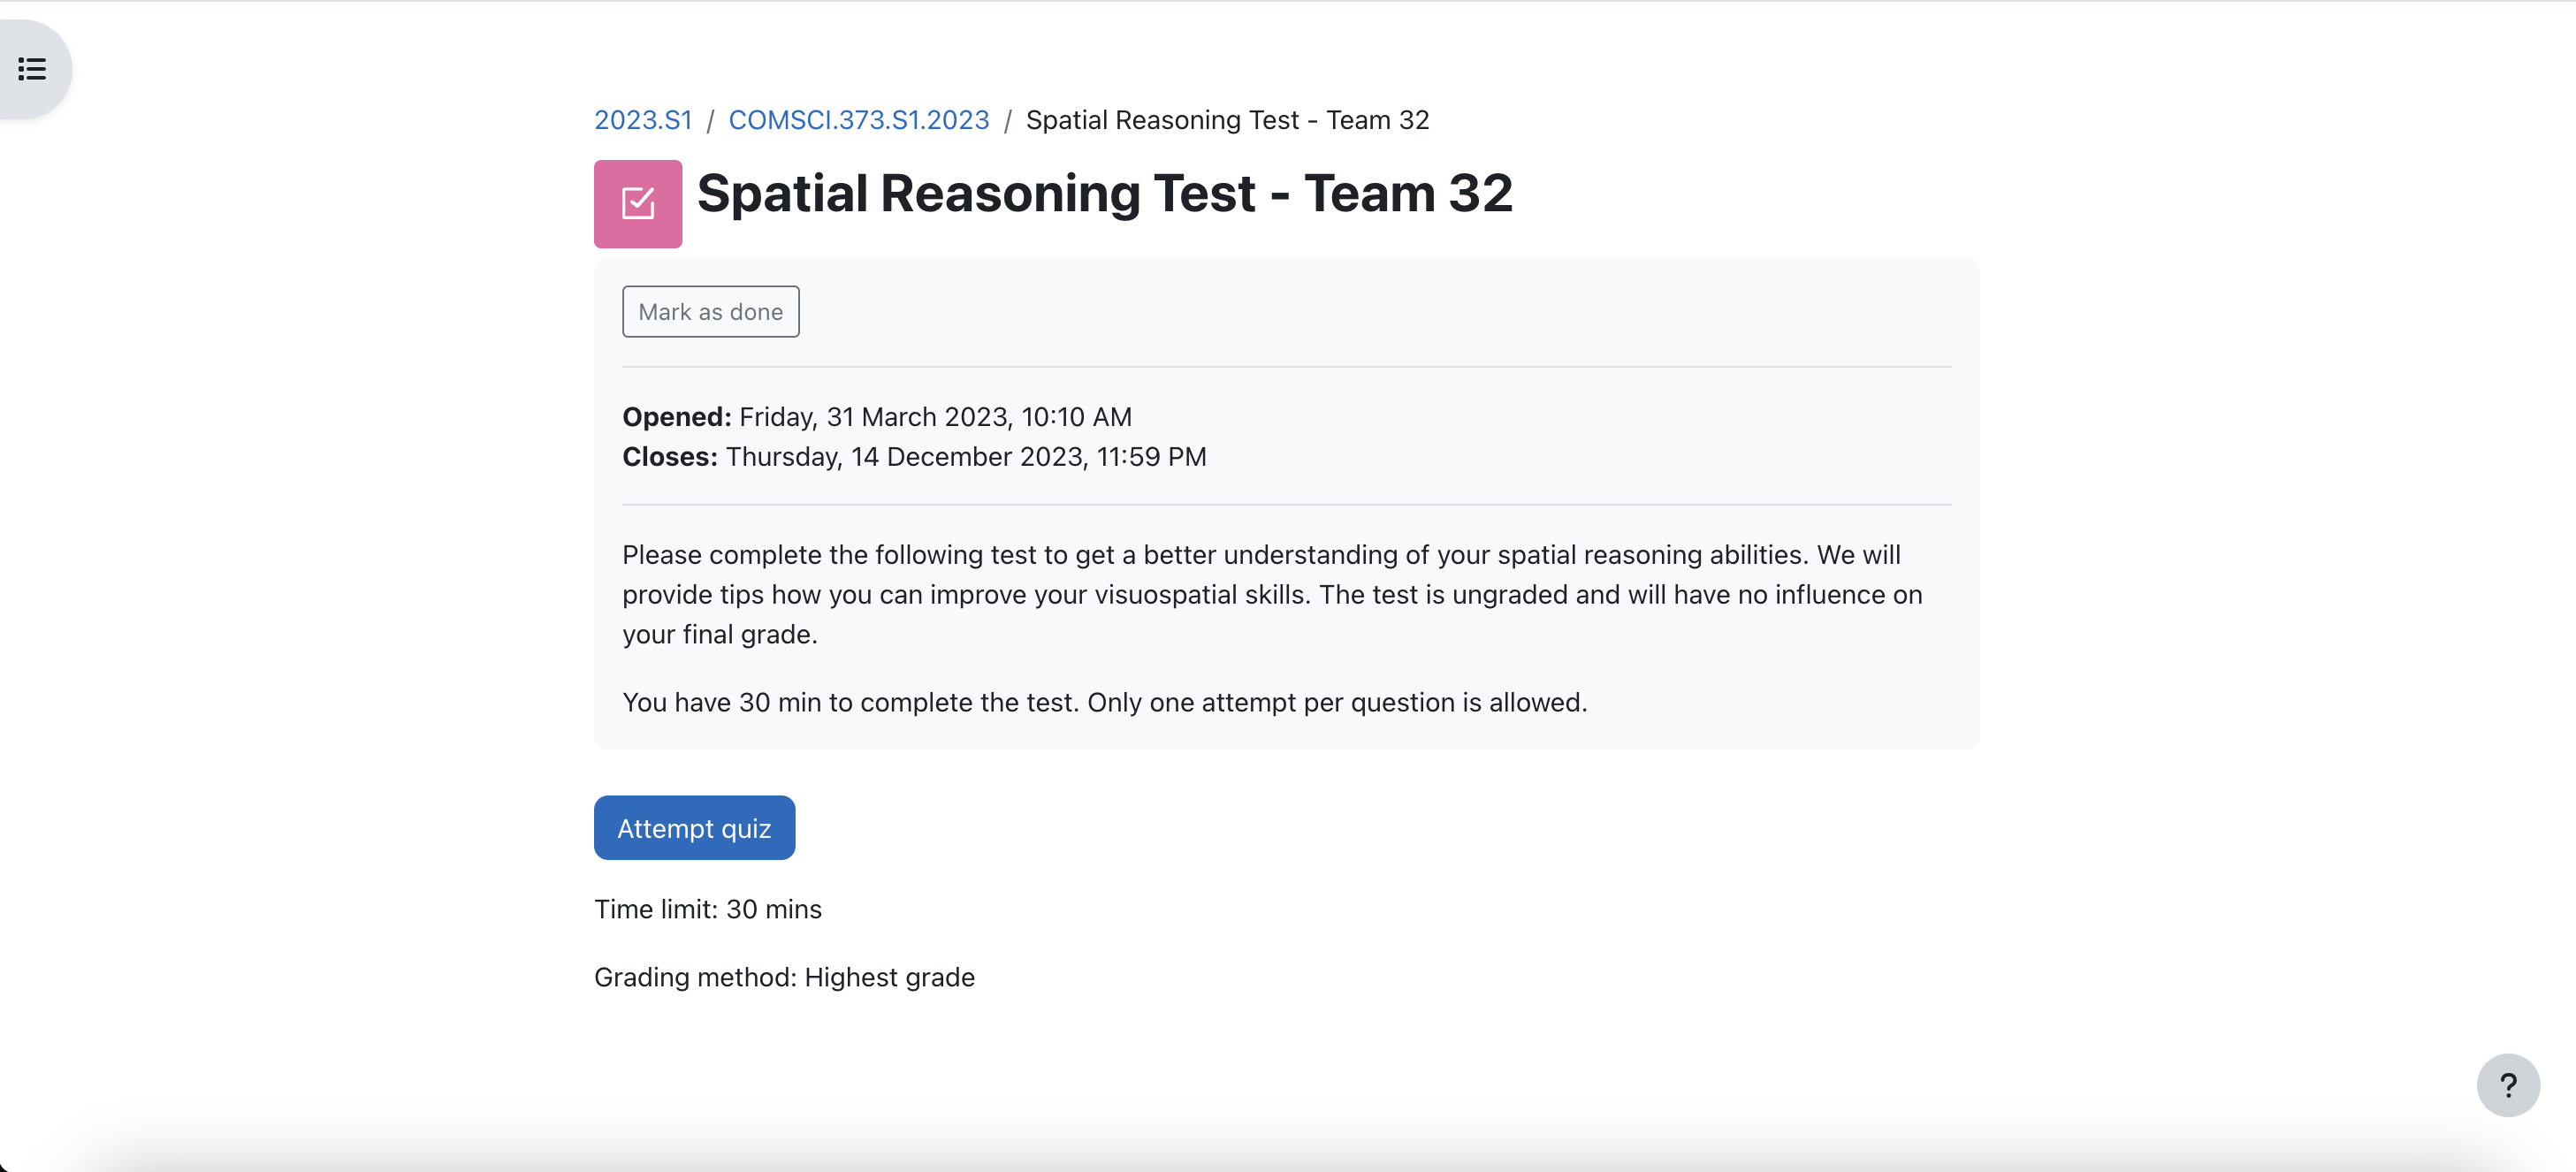 2023.S1 / COMSCI.373.S1.2023 / Spatial Reasoning Test - Team 32
Spatial Reasoning Test - Team 32
Mark as done
Opened: Friday, 31 March 2023, 10:10 AM
Closes: Thursday, 14 December 2023, 11:59 PM
Please complete the following test to get a better understanding of your spatial reasoning abilities. We will
provide tips how you can improve your visuospatial skills. The test is ungraded and will have no influence on
your final grade.
You have 30 min to complete the test. Only one attempt per question is allowed.
Attempt quiz
Time limit: 30 mins
Grading method: Highest grade
?